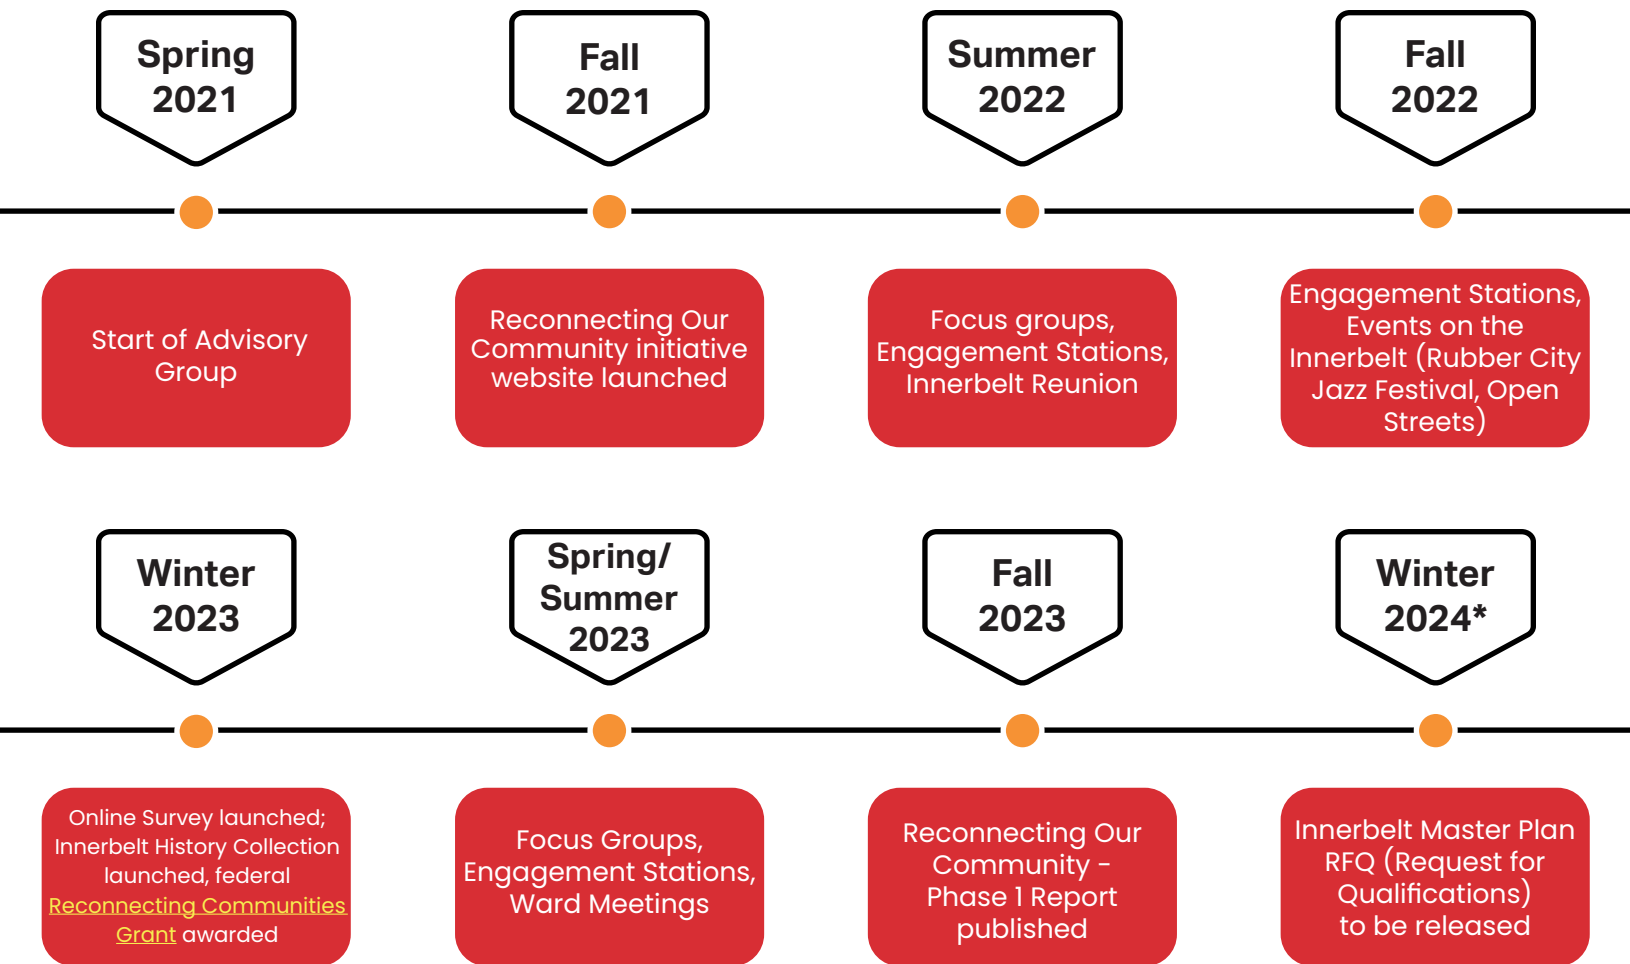 Spring
2021
Fall
2021
Summer
2022
Fall
2022
Start of Advisory
Group
Reconnecting Our
Community initiative
website launched
Focus groups,
Engagement Stations,
Innerbelt Reunion
Engagement Stations,
Events on the
Innerbelt (Rubber City
Jazz Festival, Open
Streets)
Winter
2023
Spring/
Summer
2023
Fall
2023
Winter
2024*
Online Survey launched;
Innerbelt History Collection
launched, federal
Reconnecting Communities
Grant awarded
Focus Groups,
Engagement Stations,
Ward Meetings
Reconnecting Our
Community -
Phase 1 Report
published
Innerbelt Master Plan
RFQ (Request for
Qualifications)
to be released